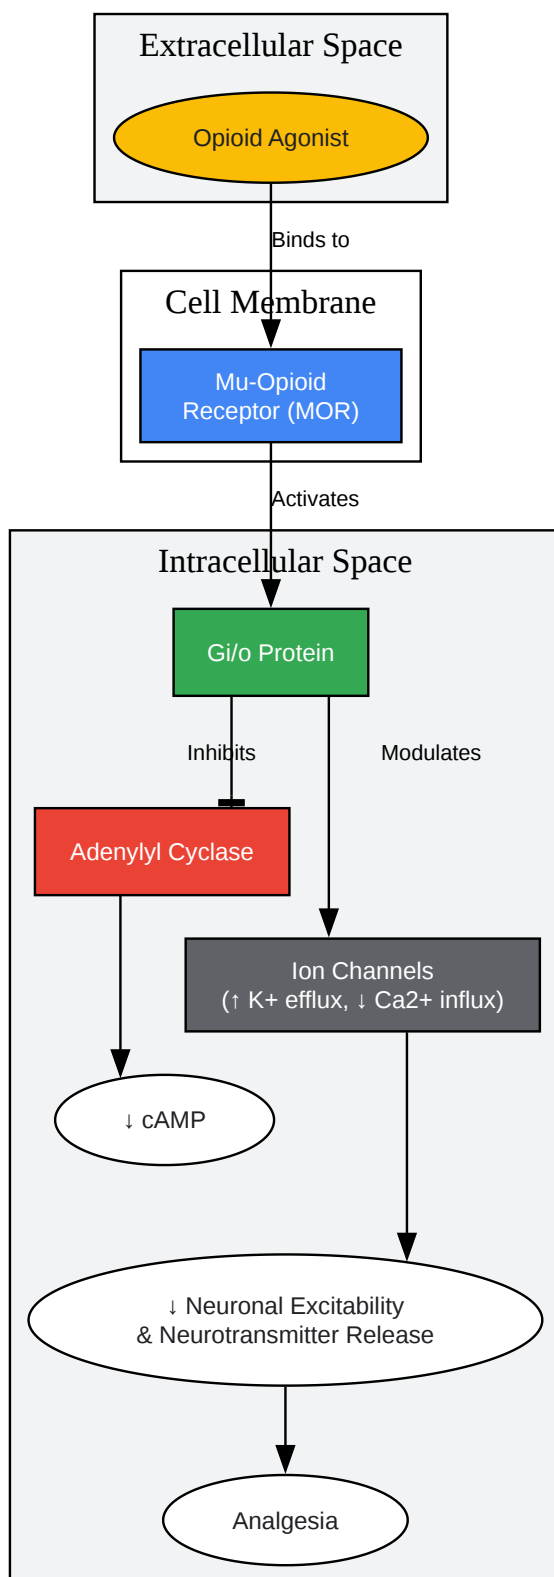 Extracellular Space
Opioid Agonist
Binds to
Cell Membrane
Mu-Opioid
Receptor (MOR)
Activates
Intracellular Space
Gi/o Protein
Inhibits
Modulates
Adenylyl Cyclase
Ion Channels
(↑ K+ efflux, ↓ Ca2+ influx)
↓ cAMP
↓ Neuronal Excitability
& Neurotransmitter Release
Analgesia